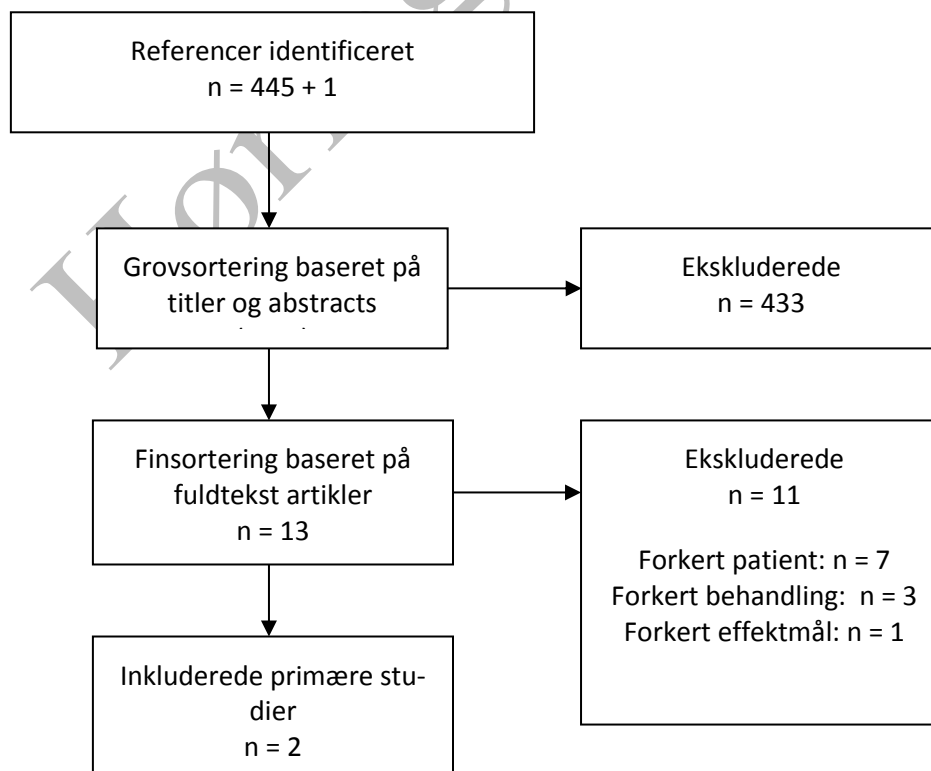 Referencer identificeret
n = 445 + 1
Grovsortering baseret på
titler og abstracts
Ekskluderede
n = 433
Finsortering baseret på
fuldtekst artikler
n = 13
Ekskluderede
n = 11
Forkert patient: n = 7
Forkert behandling: n = 3
Forkert effektmål: n = 1
Inkluderede primære stu-
dier
n = 2